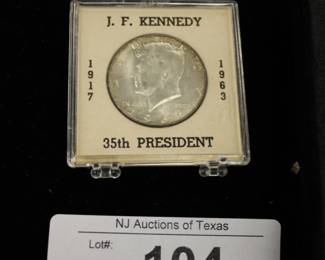 J. F. KENNEDY
1917
1963
35th PRESIDENT
NJ Auctions of Texas
Lot#: